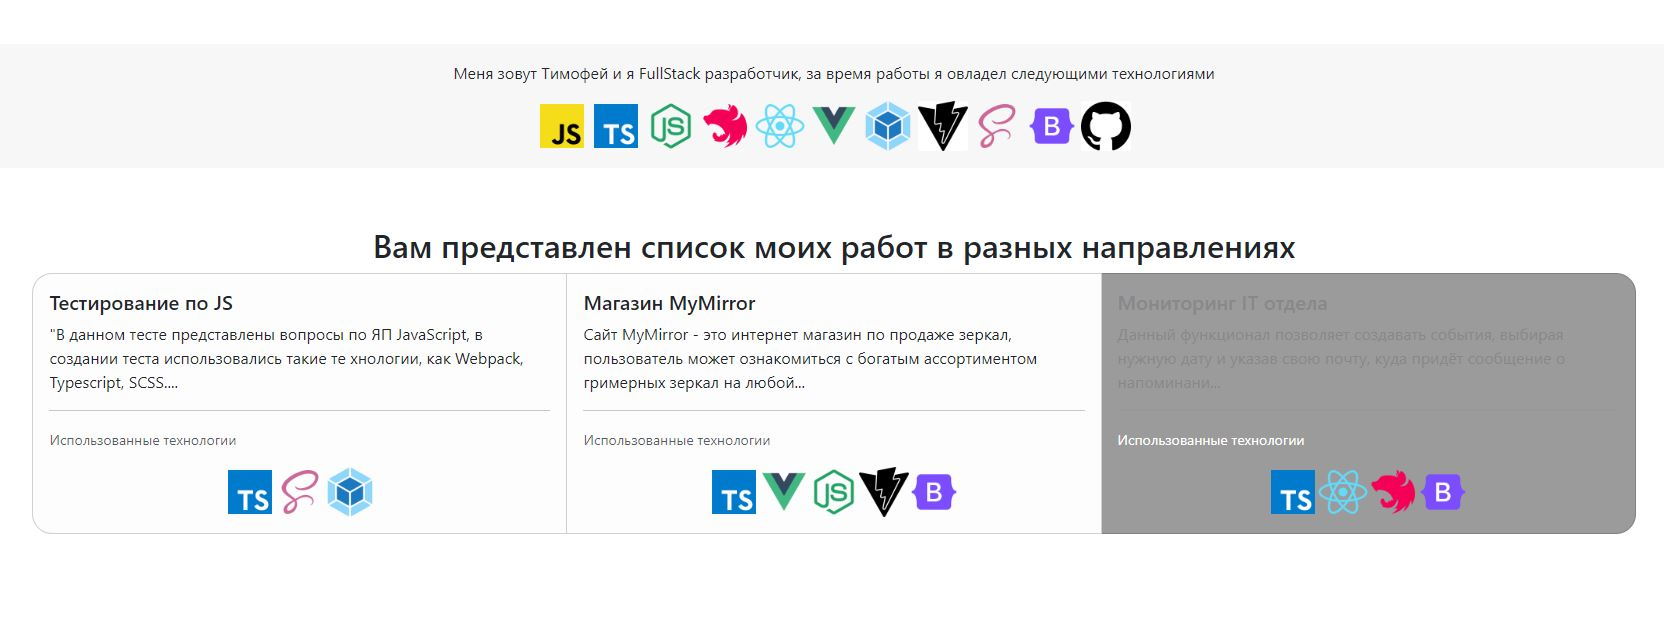 Меня зовут Тимофей и я FullStack разработчик, за время работы я овладел следующими технологиями
JS TS JS B
Вам представлен список моих работ в разных направлениях
Тестирование по JS
"В данном тесте представлены вопросы по ЯП JavaScript, в
создании теста использовались такие те хнологии, как Webpack,
Typescript, SCSS....
Использованные технологии
TS
Магазин MyMirror
Сайт MyMirror - это интернет магазин по продаже зеркал,
пользователь может ознакомиться с богатым ассортиментом
гримерных зеркал на любой...
Использованные технологии
TS JS B
Мониторинг IT отдела
Данный функционал позволяет создавать события, выбирая
нужную дату и указав свою почту, куда придёт сообщение о
напоминани...
Использованные технологии
TS B